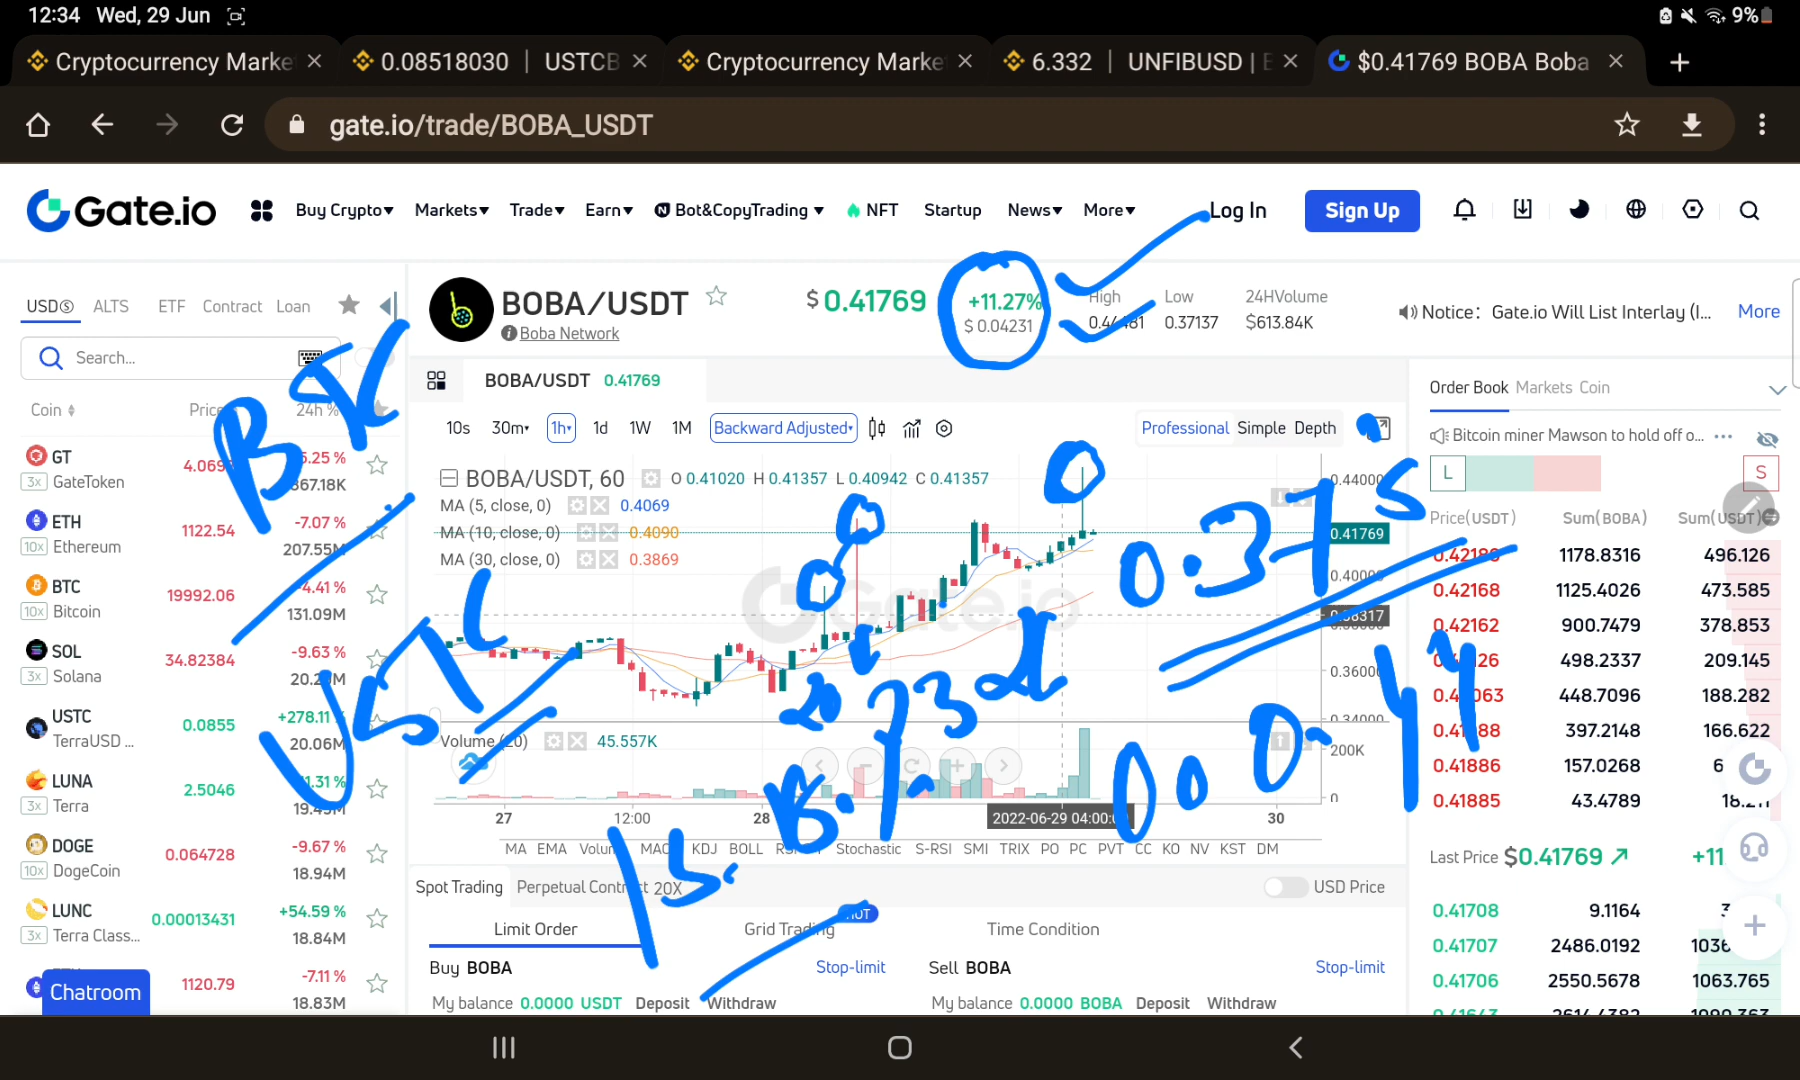 12:34 Wed, 29 Jun 9%
Cryptocurrency Marke
0.08518030 | USTCB
Cryptocurrency Marke
6.332 | UNFIBUSD | E
$0.41769 BOBA Boba
gate.io/trade/BOBA_USDT
Gate.io Buy Crypto Markets Trade Earn Bot&CopyTrading NFT Startup News More Log In Sign Up
USD$ ALTS ETF Contract Loan
Search...
Coin Price 24h %
GT
3x GateToken
ETH 1122.54 -7.07 %
10x Ethereum 207.55M
BTC 19992.06 -4.41 %
10x Bitcoin 131.09M
SOL 34.82384 -9.63 %
3x Solana
USTC 0.0855 +278.11 %
TerraUSD ... 20.06M
LUNA 2.5046
3x Terra
DOGE 0.064728 -9.67 %
10x DogeCoin 18.94M
LUNC 0.00013431 +54.59 %
3x Terra Class... 18.84M
1120.79 -7.11 %
18.83M
Chatroom
BOBA/USDT
Boba Network
$ 0.41769
+11.27%
$ 0.04231
High
Low
0.37137
24HVolume
$613.84K
Notice: Gate.io Will List Interlay (I... More
BOBA/USDT 0.41769
10s 30m 1h 1d 1W 1M Backward Adjusted Professional Simple Depth
BOBA/USDT, 60 O 0.41020 H 0.41357 L 0.40942 C 0.41357
MA (5, close, 0) 0.4069
MA (10, close, 0) 0.4090
MA (30, close, 0) 0.3869
Gate.io
0.44000
0.41769
0.40000
0.36000
0.34000
Volume (20) 45.557K
200K
0
27 12:00 28 2022-06-29 04:00:0 30
MA EMA KDJ BOLL Stochastic S-RSI SMI TRIX PO PC PVT CC KO NV KST DM
Spot Trading Perpetual Contract 20X USD Price
Limit Order Grid Trading HOT Time Condition
Buy BOBA Stop-limit Sell BOBA Stop-limit
My balance 0.0000 USDT Deposit Withdraw My balance 0.0000 BOBA Deposit Withdraw
Order Book Markets Coin
Bitcoin miner Mawson to hold off o...
L S
Price(USDT) Sum(BOBA) Sum(USDT)
1178.8316 496.126
0.42168 1125.4026 473.585
0.42162 900.7479 378.853
498.2337 209.145
448.7096 188.282
397.2148 166.622
0.41886 157.0268
0.41885 43.4789
Last Price $0.41769 +11
0.41708 9.1164
0.41707 2486.0192
0.41706 2550.5678 1063.765
0.375